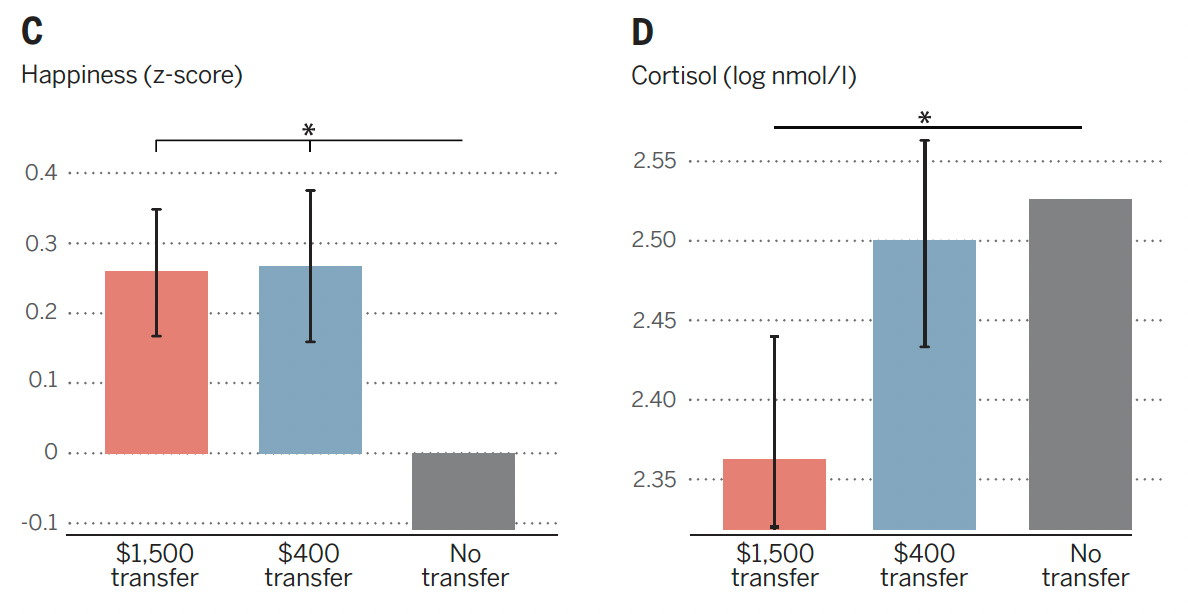 C
Happiness (z-score)
*
0.4
0.3
0.2
0.1
0
-0.1
$1,500
transfer
$400
transfer
No
transfer
D
Cortisol (log nmol/l)
*
2.55
2.50
2.45
2.40
2.35
$1,500
transfer
$400
transfer
No
transfer